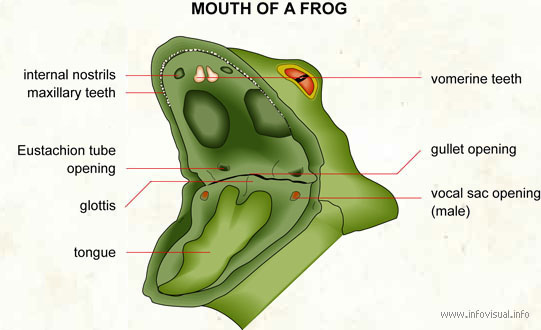 MOUTH OF A FROG
internal nostrils
maxillary teeth
vomerine teeth
Eustachion tube
opening
gullet opening
glottis
vocal sac opening
(male)
tongue
www.infovisual.info